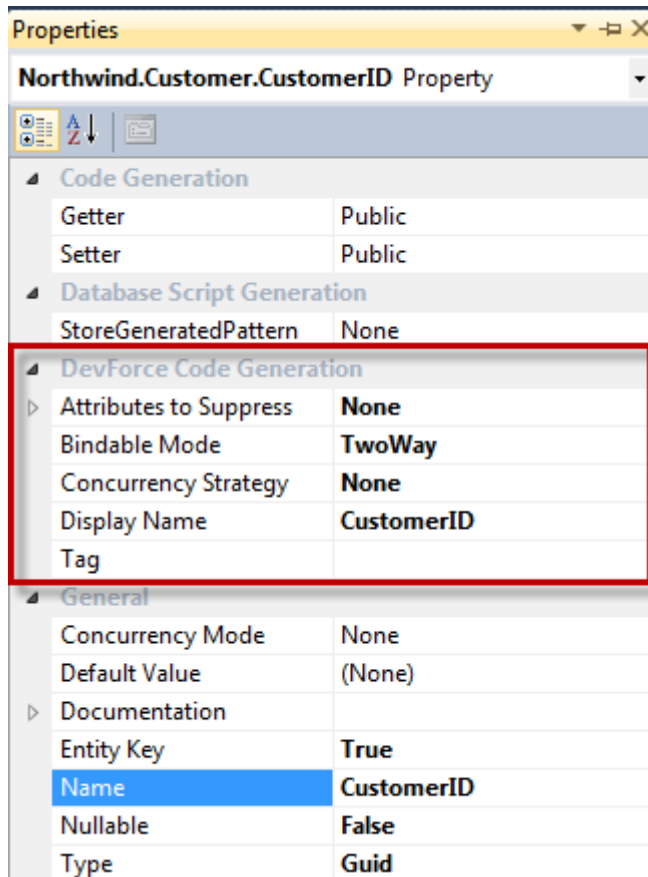 Properties
Northwind.Customer.CustomerID Property
A
Z
Code Generation
Getter Public
Setter Public
Database Script Generation
StoreGeneratedPattern None
DevForce Code Generation
Attributes to Suppress None
Bindable Mode TwoWay
Concurrency Strategy None
Display Name CustomerID
Tag
General
Concurrency Mode None
Default Value (None)
Documentation
Entity Key True
Name CustomerID
Nullable False
Type Guid